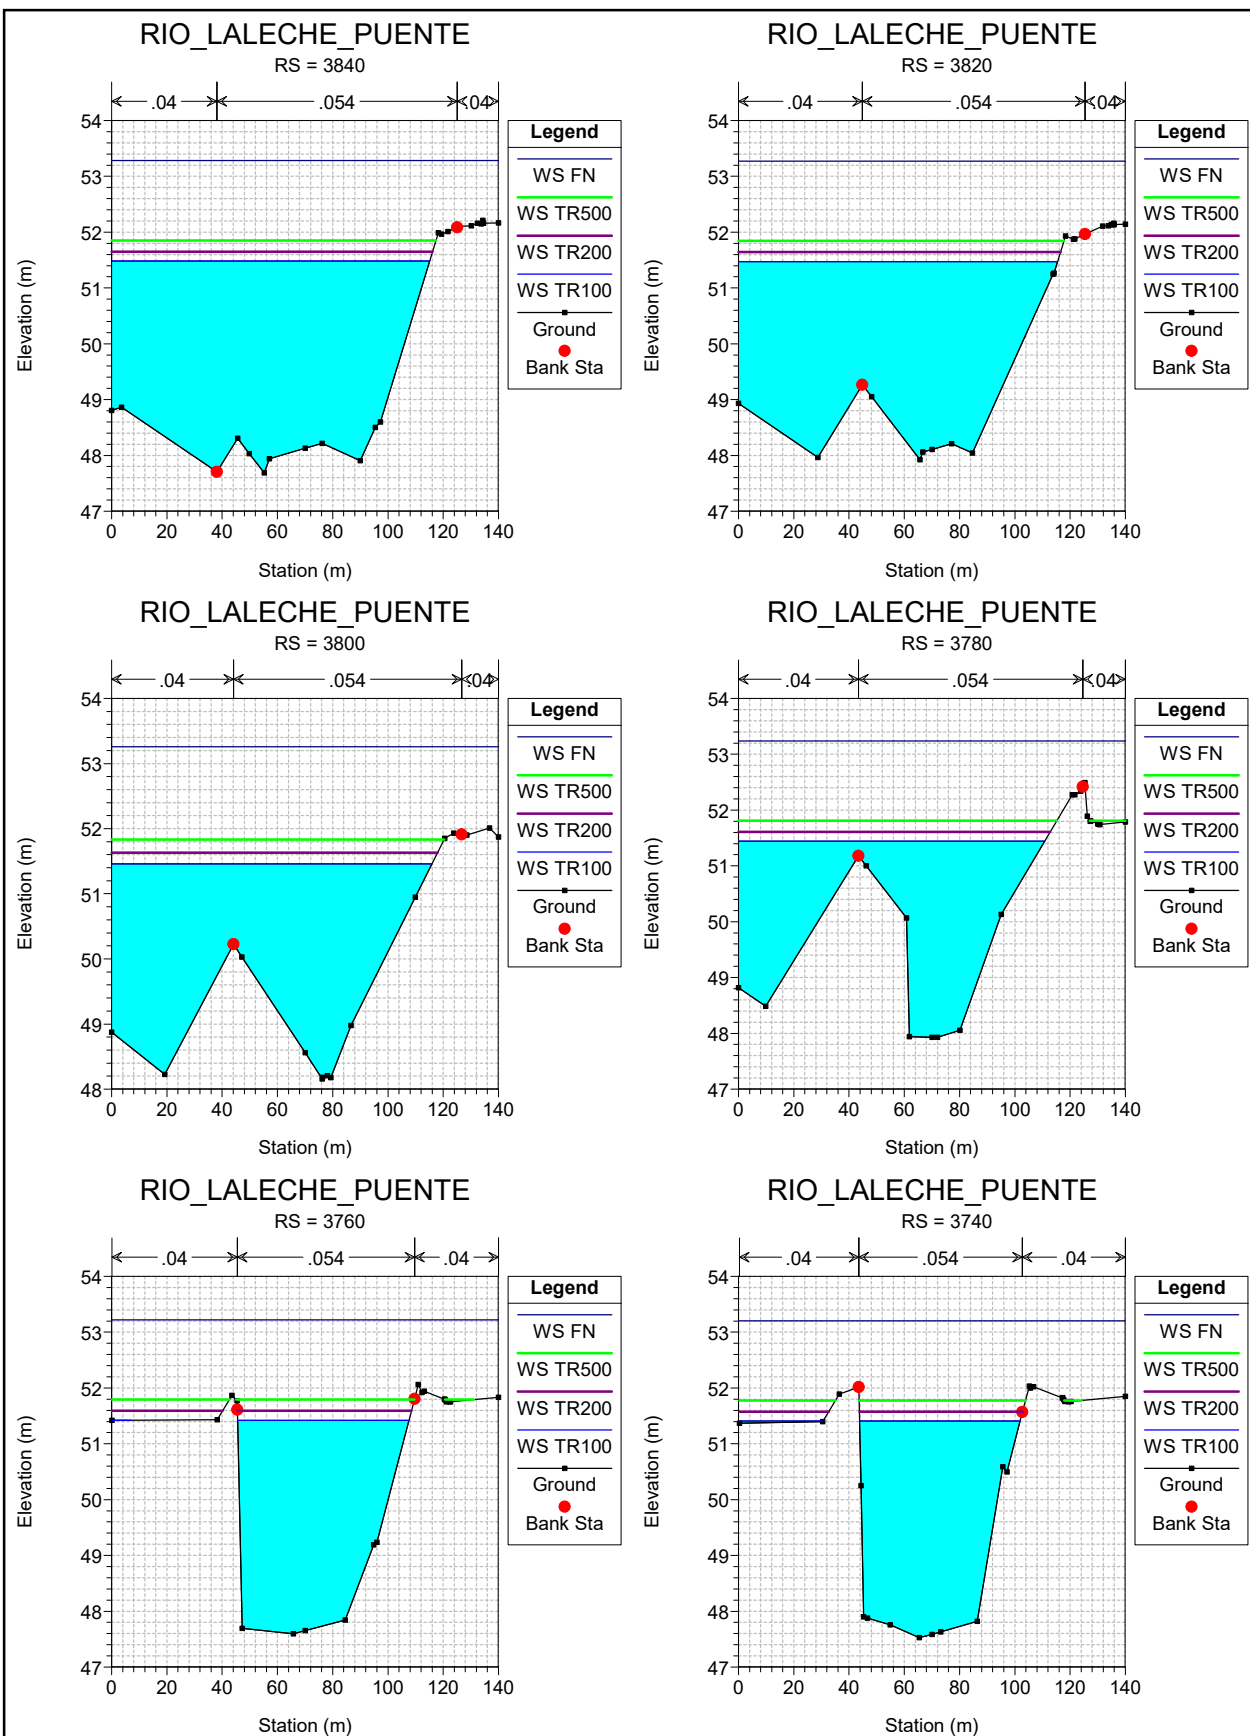 RIO_LALECHE_PUENTE
RS = 3840
.04 .054 .04
54
53
52
51
50
49
48
47
0 20 40 60 80 100 120 140
Station (m)
Elevation (m)
Legend
WS FN
WS TR500
WS TR200
WS TR100
Ground
Bank Sta
RIO_LALECHE_PUENTE
RS = 3820
.04 .054 .04
54
53
52
51
50
49
48
47
0 20 40 60 80 100 120 140
Station (m)
Elevation (m)
Legend
WS FN
WS TR500
WS TR200
WS TR100
Ground
Bank Sta
RIO_LALECHE_PUENTE
RS = 3800
.04 .054 .04
54
53
52
51
50
49
48
0 20 40 60 80 100 120 140
Station (m)
Elevation (m)
Legend
WS FN
WS TR500
WS TR200
WS TR100
Ground
Bank Sta
RIO_LALECHE_PUENTE
RS = 3780
.04 .054 .04
54
53
52
51
50
49
48
47
0 20 40 60 80 100 120 140
Station (m)
Elevation (m)
Legend
WS FN
WS TR500
WS TR200
WS TR100
Ground
Bank Sta
RIO_LALECHE_PUENTE
RS = 3760
.04 .054 .04
54
53
52
51
50
49
48
47
0 20 40 60 80 100 120 140
Station (m)
Elevation (m)
Legend
WS FN
WS TR500
WS TR200
WS TR100
Ground
Bank Sta
RIO_LALECHE_PUENTE
RS = 3740
.04 .054 .04
54
53
52
51
50
49
48
47
0 20 40 60 80 100 120 140
Station (m)
Elevation (m)
Legend
WS FN
WS TR500
WS TR200
WS TR100
Ground
Bank Sta